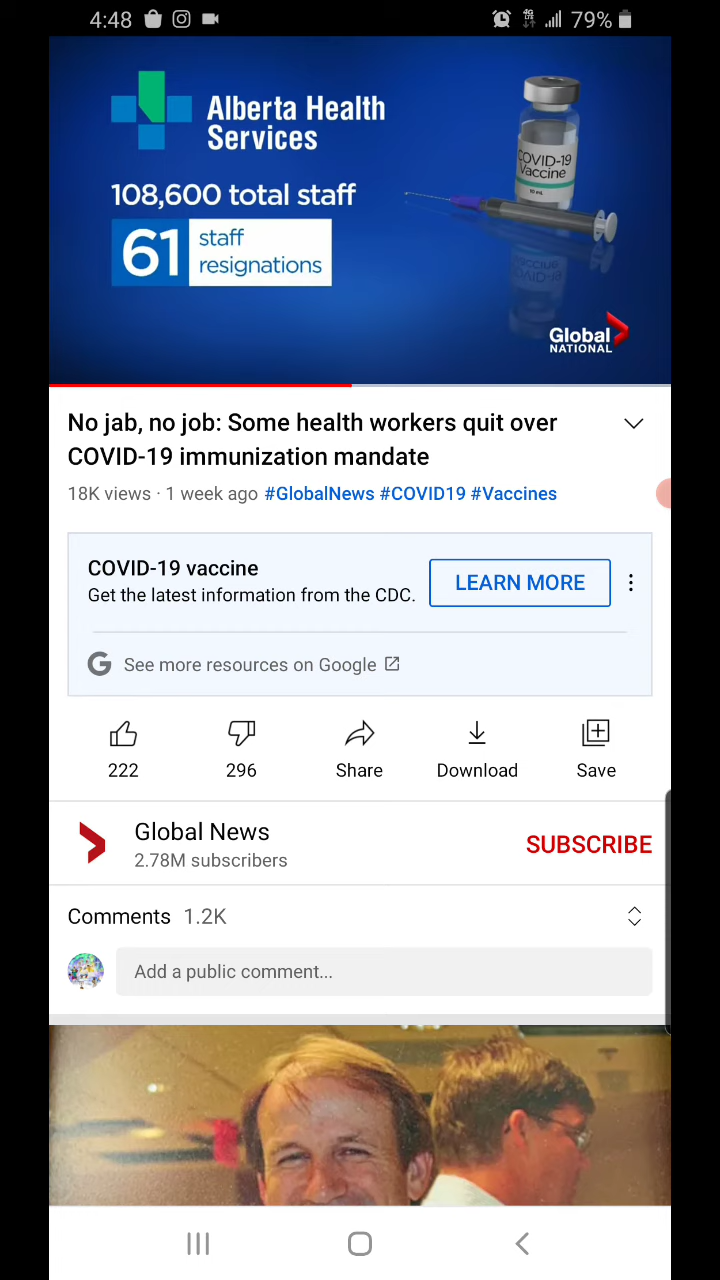 4:48
4G
LTE
79%
Alberta Health
Services
108,600 total staff
61
staff
resignations
COVID-19
Vaccine
Global
NATIONAL
No jab, no job: Some health workers quit over
COVID-19 immunization mandate
18K views · 1 week ago #GlobalNews #COVID19 #Vaccines
COVID-19 vaccine
Get the latest information from the CDC.
LEARN MORE
G See more resources on Google
222
296
Share
Download
Save
Global News
2.78M subscribers
SUBSCRIBE
Comments 1.2K
Add a public comment...